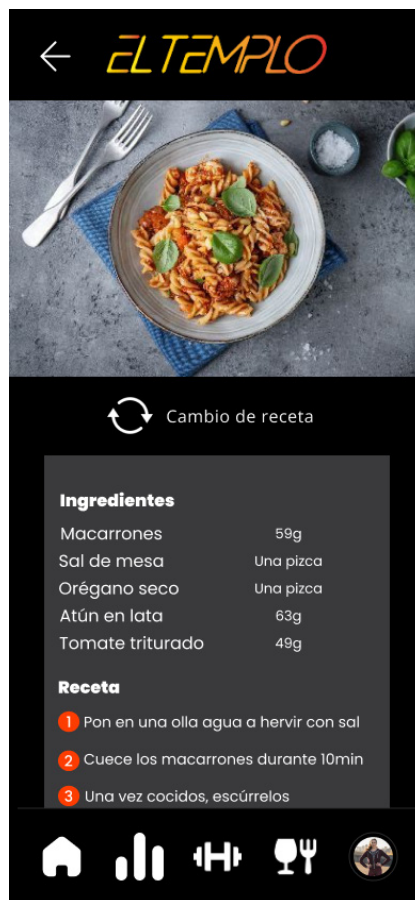 EL TEMPLO
Cambio de receta
Ingredientes
Macarrones 59g
Sal de mesa Una pizca
Orégano seco Una pizca
Atún en lata 63g
Tomate triturado 49g
Receta
1 Pon en una olla agua a hervir con sal
2 Cuece los macarrones durante 10min
3 Una vez cocidos, escúrrelos